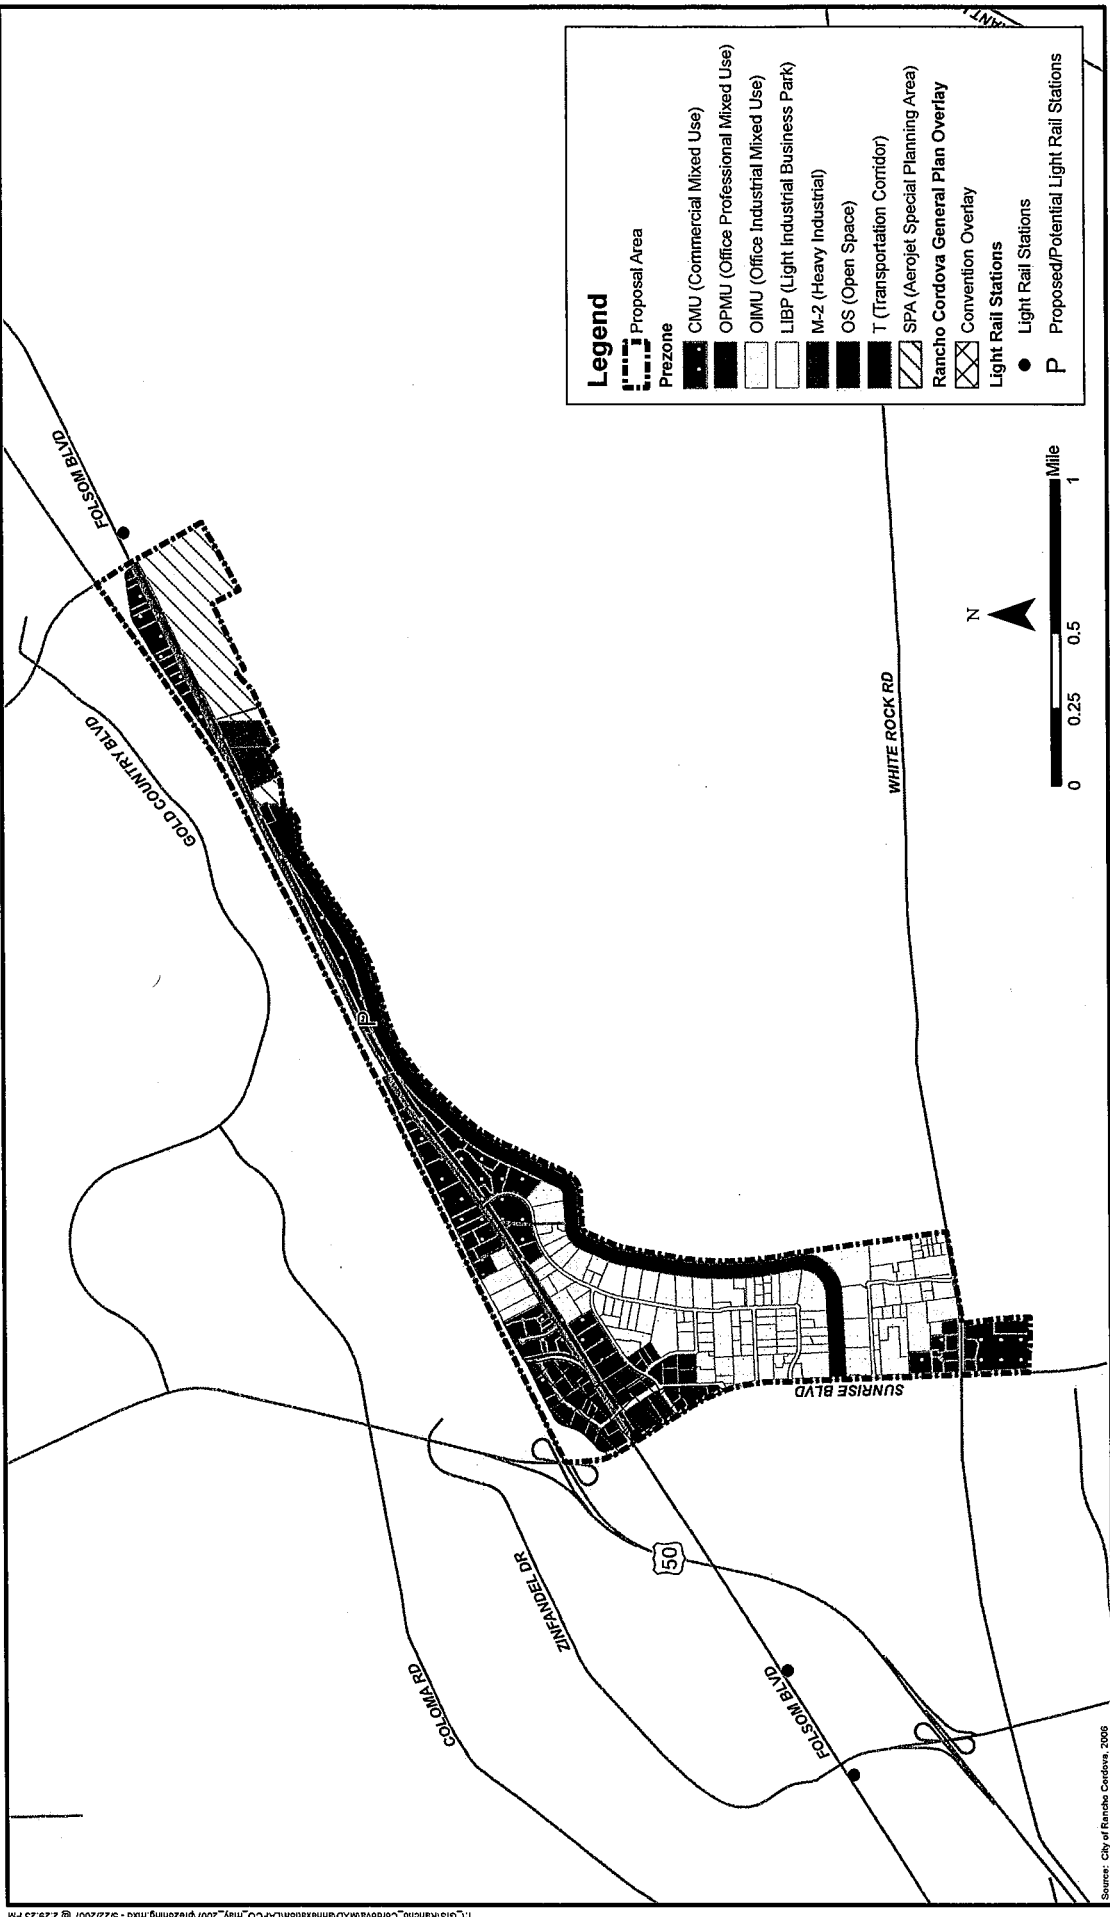 FOLSOM BLVD
GOLD COUNTRY BLVD
COLOMA RD
ZINFANDEL DR
50
FOLSOM BLVD
SUNRISE BLVD
WHITE ROCK RD
P
N
0 0.25 0.5 1
Mile
Legend
Proposal Area
Prezone
CMU (Commercial Mixed Use)
OPMU (Office Professional Mixed Use)
OIMU (Office Industrial Mixed Use)
LIBP (Light Industrial Business Park)
M-2 (Heavy Industrial)
OS (Open Space)
T (Transportation Corridor)
SPA (Aerojet Special Planning Area)
Rancho Cordova General Plan Overlay
Convention Overlay
Light Rail Stations
Light Rail Stations
P Proposed/Potential Light Rail Stations
Source: City of Rancho Cordova, 2006